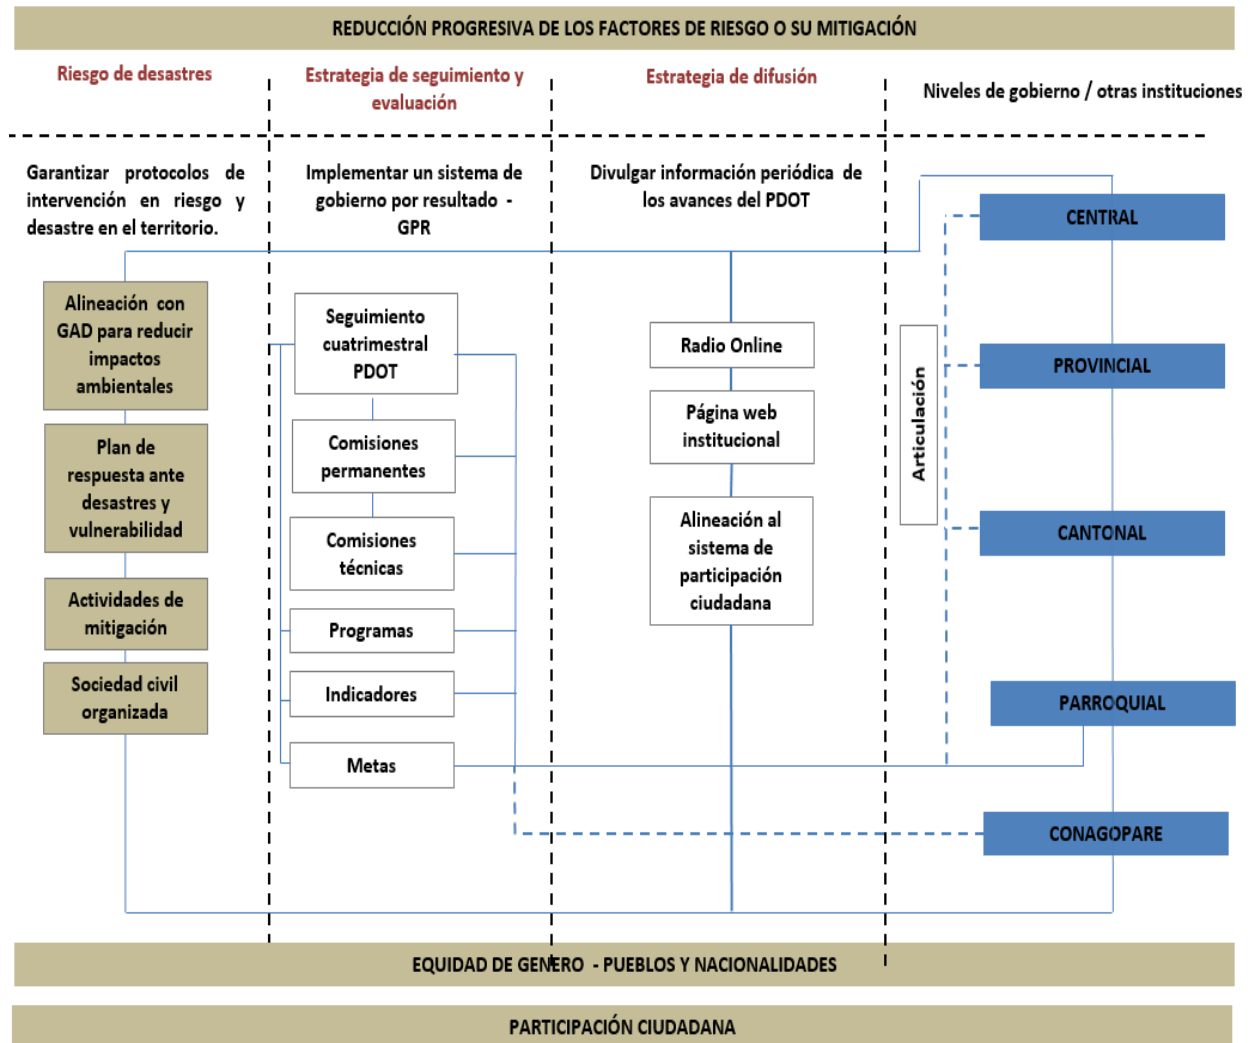 REDUCCIÓN PROGRESIVA DE LOS FACTORES DE RIESGO O SU MITIGACIÓN
Riesgo de desastres
Estrategia de seguimiento y
evaluación
Estrategia de difusión
Niveles de gobierno / otras instituciones
Garantizar protocolos de
intervención en riesgo y
desastre en el territorio.
Implementar un sistema de
gobierno por resultado -
GPR
Divulgar información periódica de
los avances del PDOT
Alineación con
GAD para reducir
impactos
ambientales
Plan de
respuesta ante
desastres y
vulnerabilidad
Actividades de
mitigación
Sociedad civil
organizada
Seguimiento
cuatrimestral
PDOT
Comisiones
permanentes
Comisiones
técnicas
Programas
Indicadores
Metas
Radio Online
Página web
institucional
Alineación al
sistema de
participación
ciudadana
Articulación
CENTRAL
PROVINCIAL
CANTONAL
PARROQUIAL
CONAGOPARE
EQUIDAD DE GENERO - PUEBLOS Y NACIONALIDADES
PARTICIPACIÓN CIUDADANA